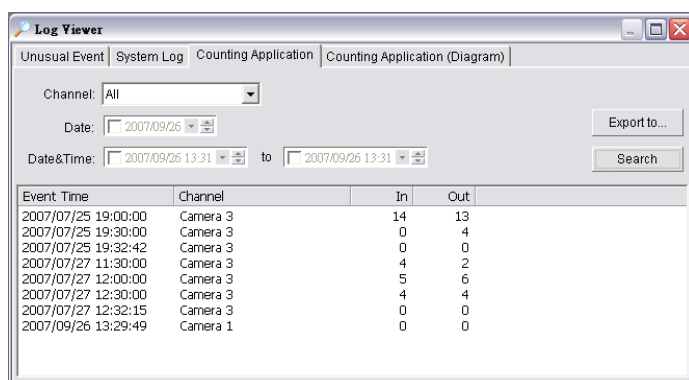 Log Viewer
Unusual Event System Log Counting Application Counting Application (Diagram)
Channel: All
Date: 2007/09/26
Export to...
Date&Time: 2007/09/26 13:31 to 2007/09/26 13:31
Search
Event Time Channel In Out
2007/07/25 19:00:00 Camera 3 14 13
2007/07/25 19:30:00 Camera 3 0 4
2007/07/25 19:32:42 Camera 3 0 0
2007/07/27 11:30:00 Camera 3 4 2
2007/07/27 12:00:00 Camera 3 5 6
2007/07/27 12:30:00 Camera 3 4 4
2007/07/27 12:32:15 Camera 3 0 0
2007/09/26 13:29:49 Camera 1 0 0